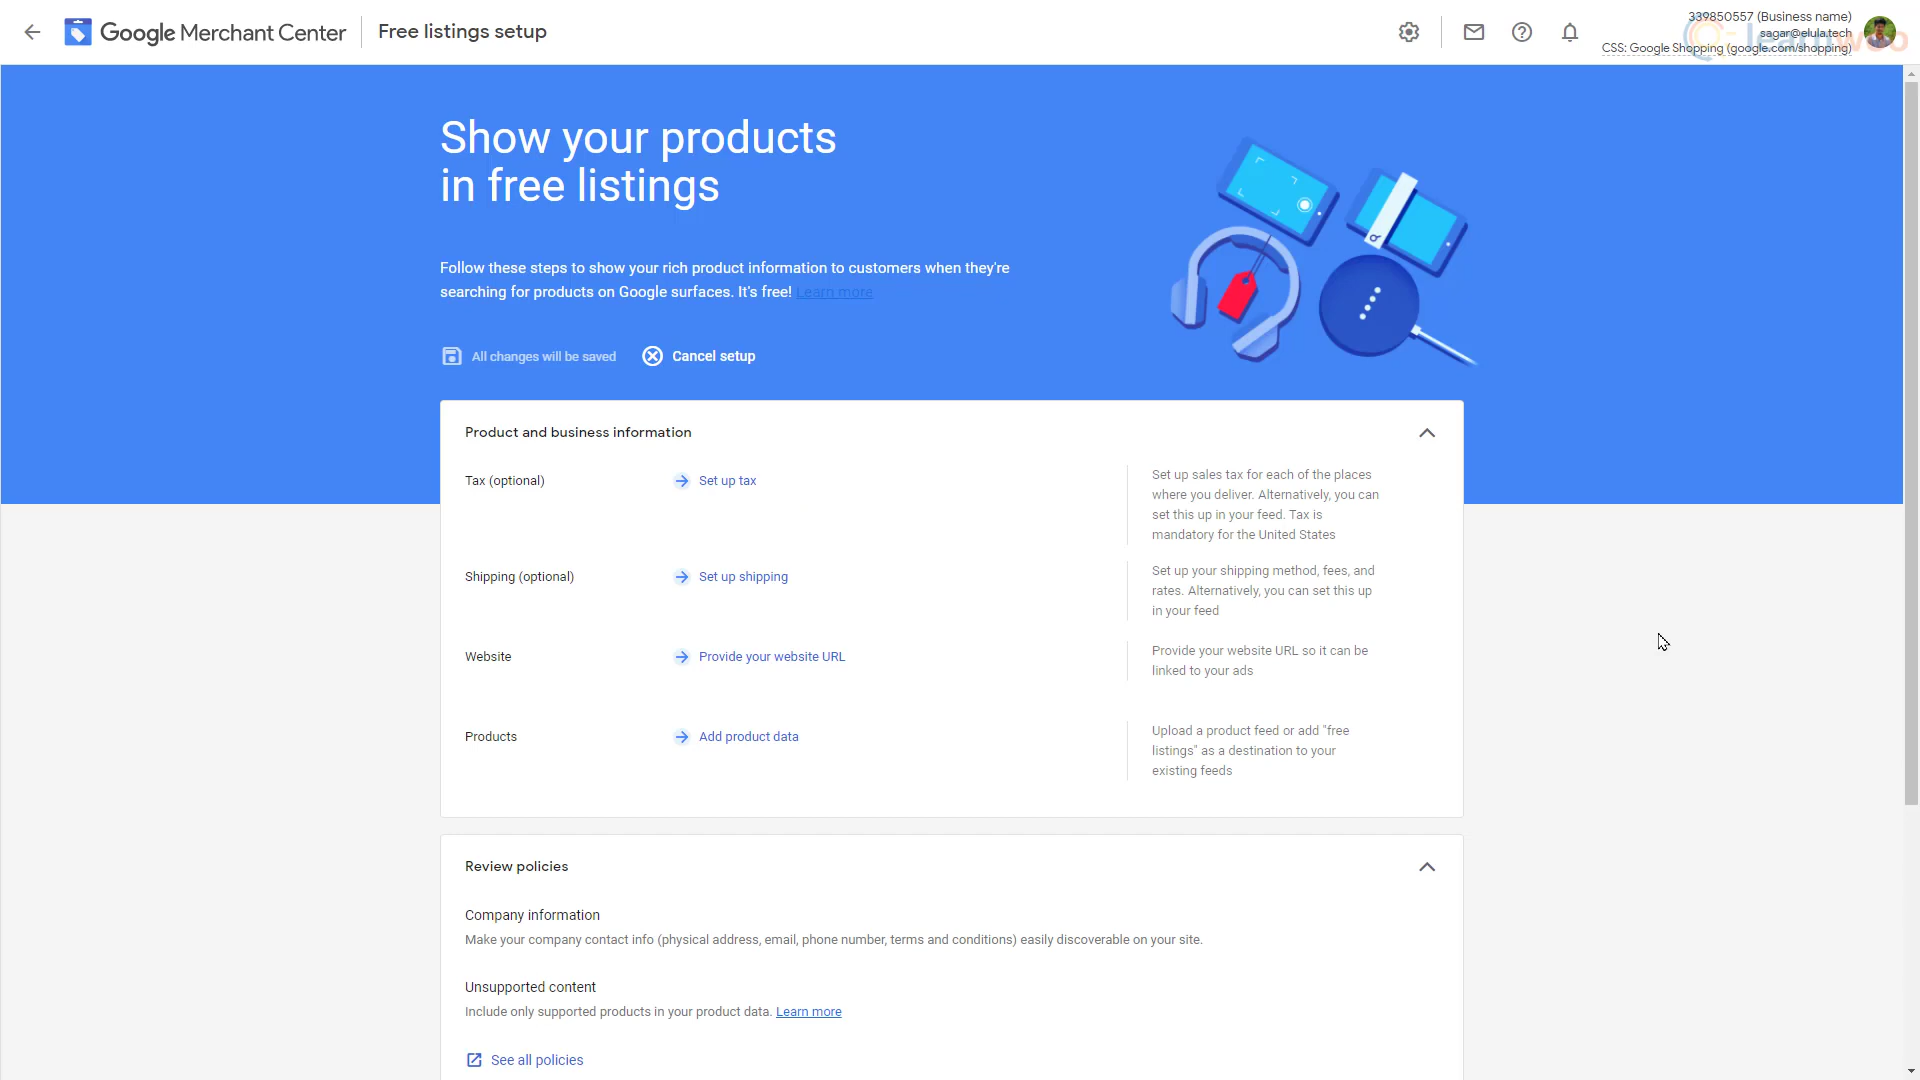 Google Merchant Center
Free listings setup
339850557 (Business name)
sagar@elula.tech
CSS: Google Shopping (google.com/shopping)
learnwoo
Show your products
in free listings
Follow these steps to show your rich product information to customers when they're
searching for products on Google surfaces. It's free! Learn more
All changes will be saved
Cancel setup
Product and business information
Tax (optional)
Set up tax
Set up sales tax for each of the places
where you deliver. Alternatively, you can
set this up in your feed. Tax is
mandatory for the United States
Shipping (optional)
Set up shipping
Set up your shipping method, fees, and
rates. Alternatively, you can set this up
in your feed
Website
Provide your website URL
Provide your website URL so it can be
linked to your ads
Products
Add product data
Upload a product feed or add "free
listings" as a destination to your
existing feeds
Review policies
Company information
Make your company contact info (physical address, email, phone number, terms and conditions) easily discoverable on your site.
Unsupported content
Include only supported products in your product data. Learn more
See all policies